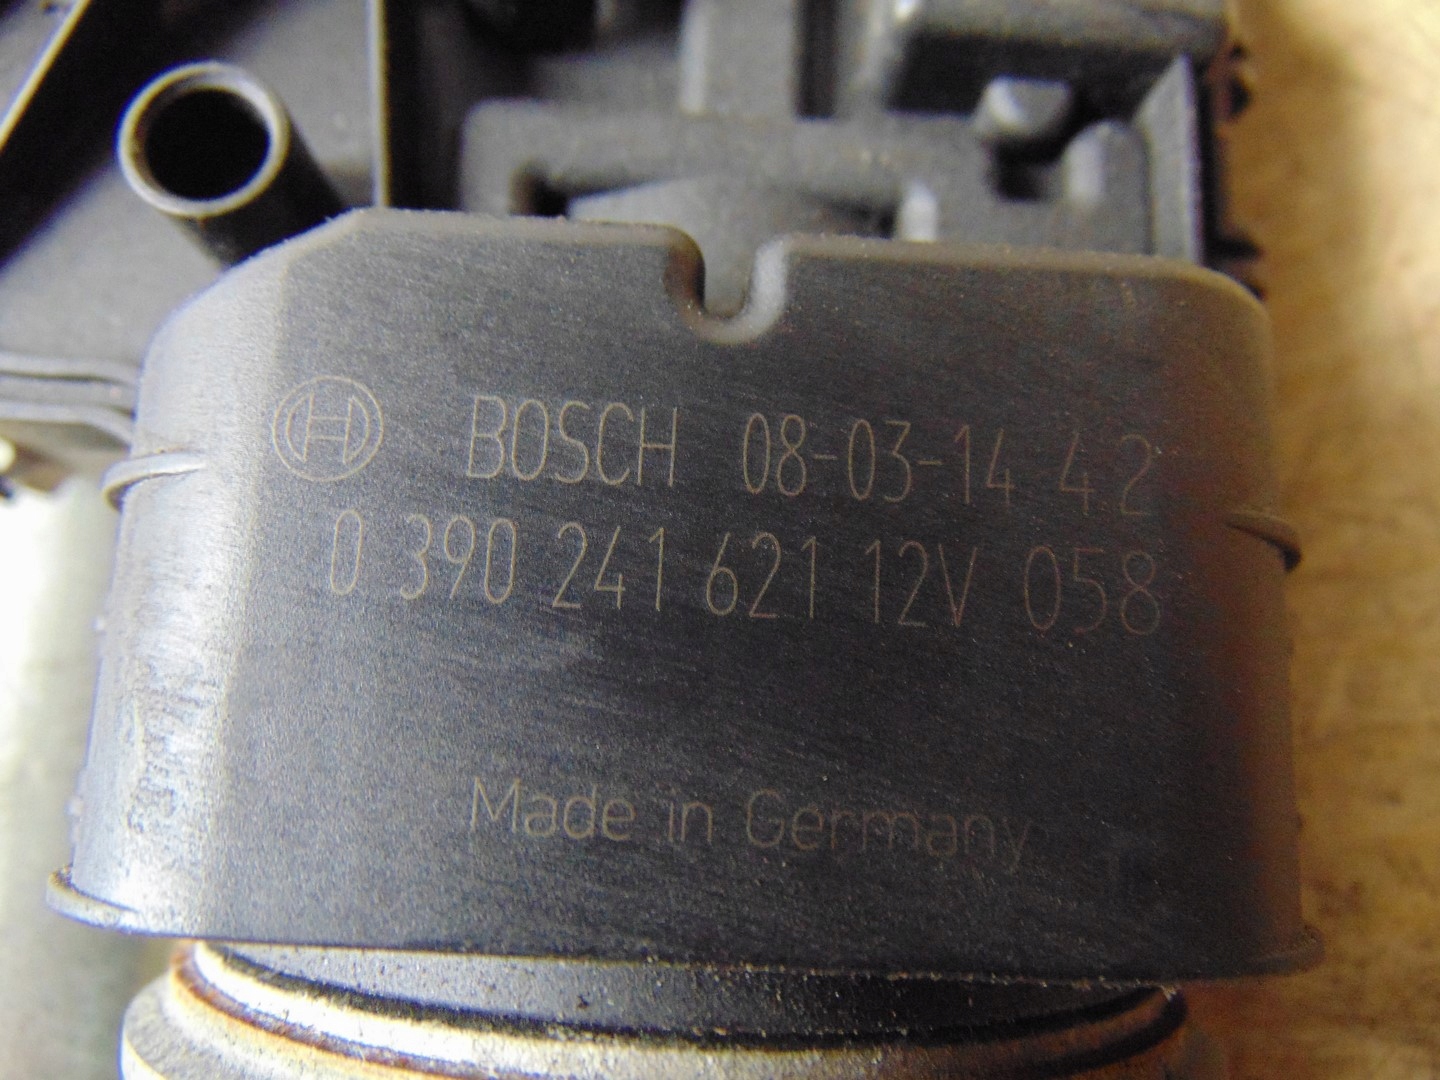 BOSCH 08-03-14 4 2
0 390 241 621 12V 058
Made in Germany